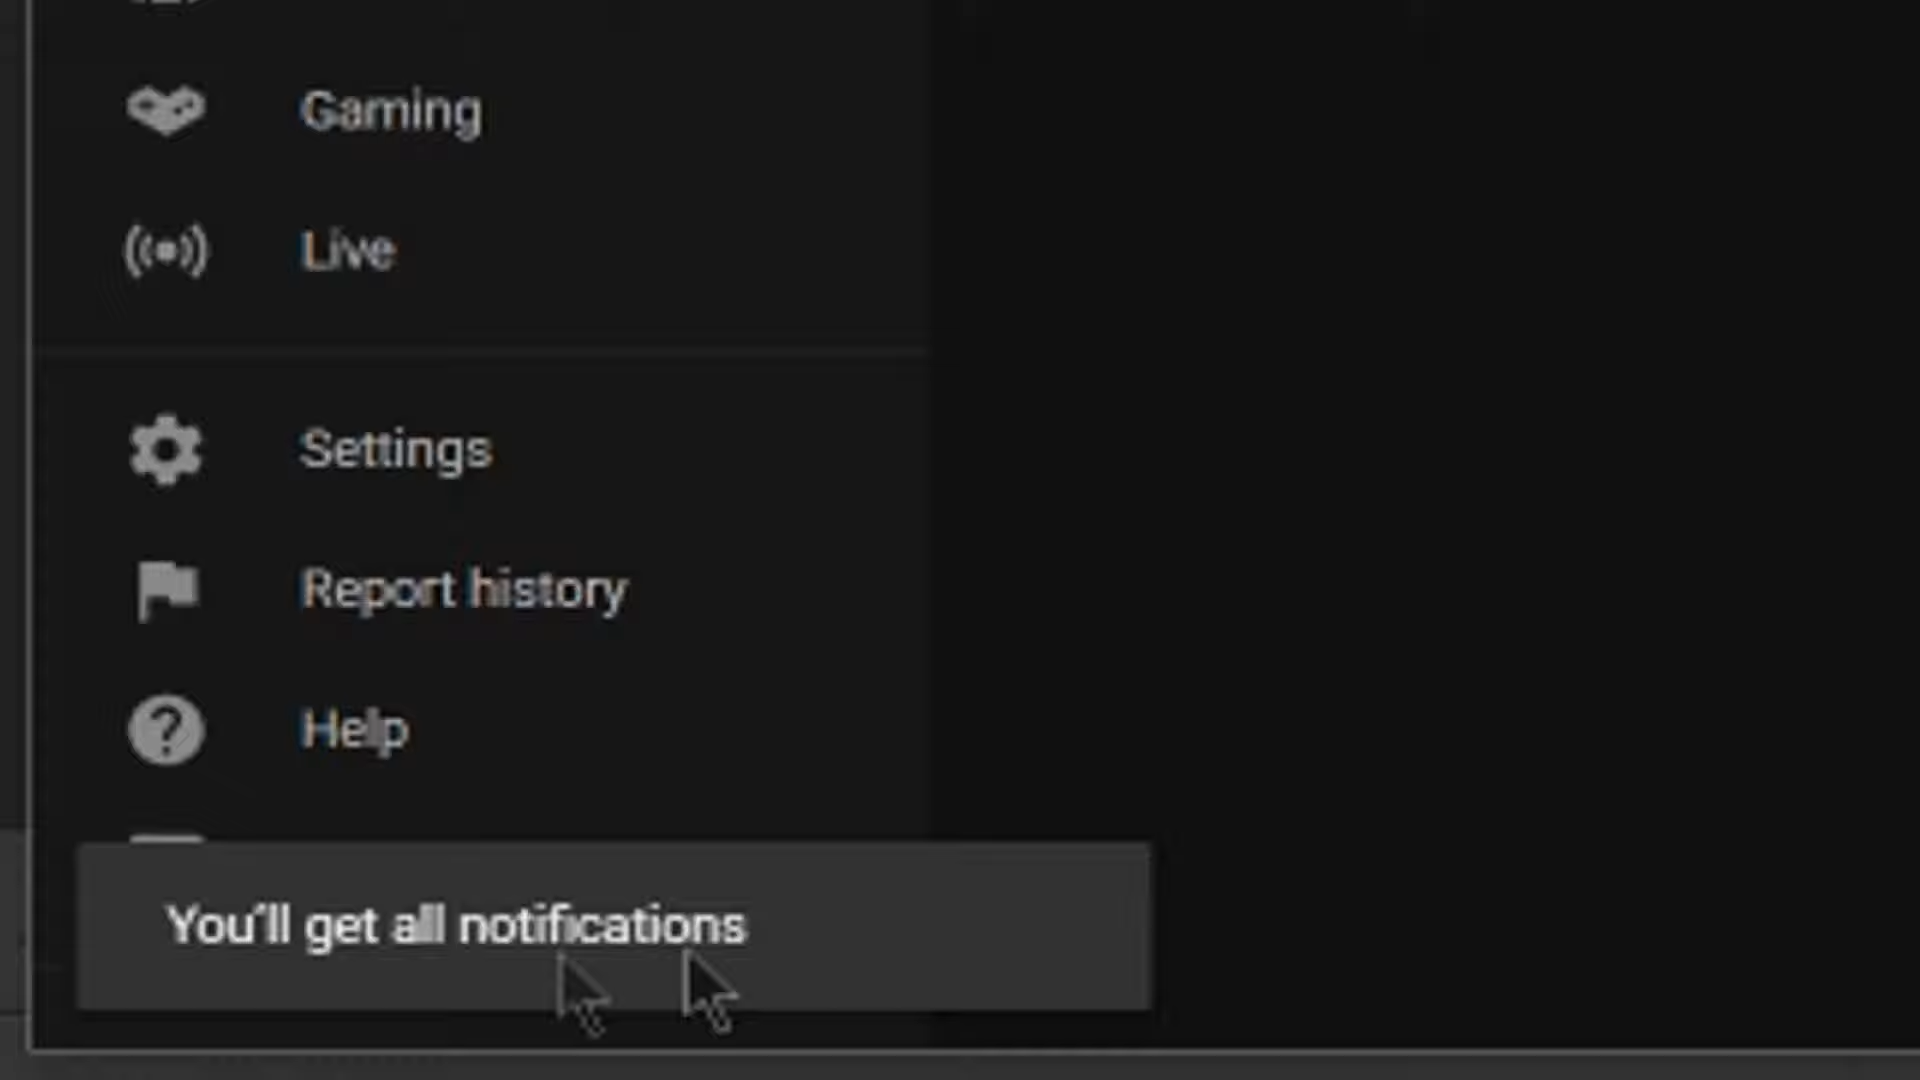 Gaming
Live
Settings
Report history
Help
You'll get all notifications